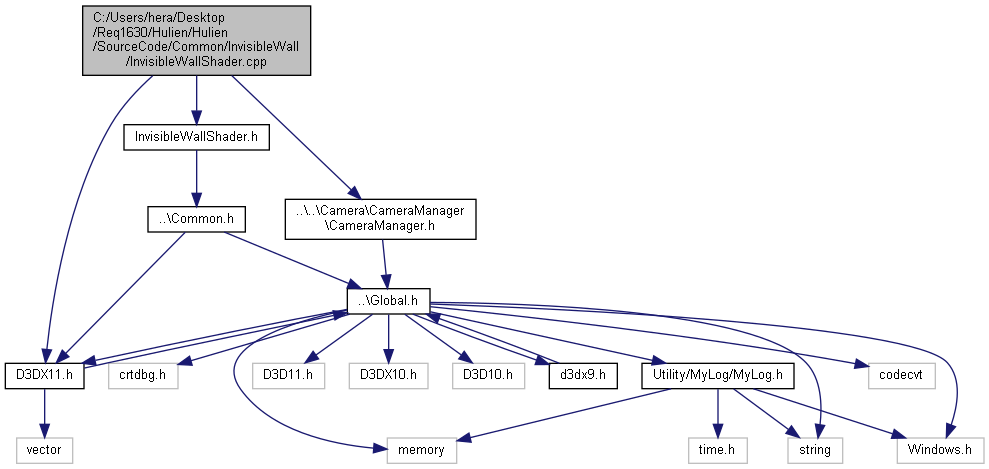 C:/Users/hera/Desktop
/Req1630/Hulien/Hulien
/SourceCode/Common/InvisibleWall
/InvisibleWallShader.cpp
InvisibleWallShader.h
..\Common.h
..\..\Camera\CameraManager
\CameraManager.h
..\Global.h
D3DX11.h
crtdbg.h
D3D11.h
D3DX10.h
D3D10.h
d3dx9.h
Utility/MyLog/MyLog.h
codecvt
vector
memory
time.h
string
Windows.h